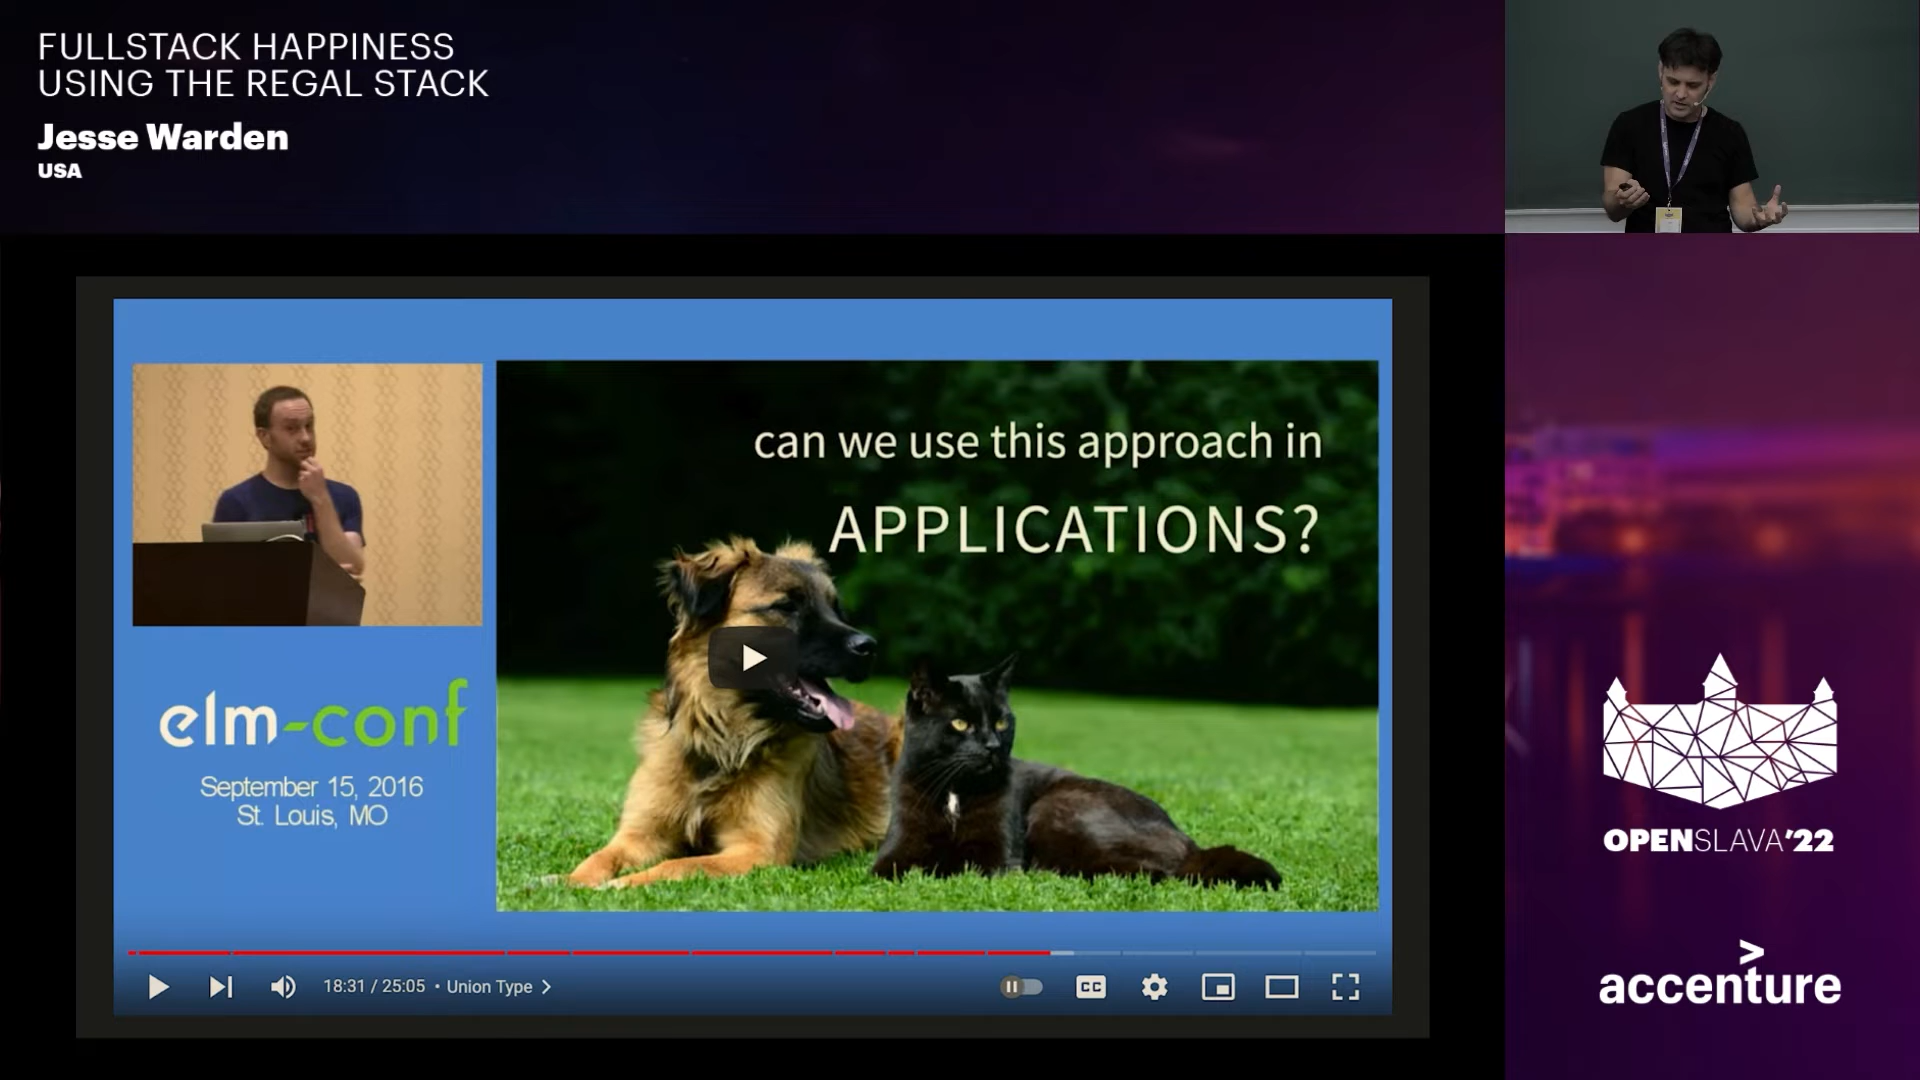 FULLSTACK HAPPINESS
USING THE REGAL STACK
Jesse Warden
USA
can we use this approach in
APPLICATIONS?
elm-conf
September 15, 2016
St. Louis, MO
18:31 / 25:05 • Union Type >
CC
OPENSLAVA'22
accenture